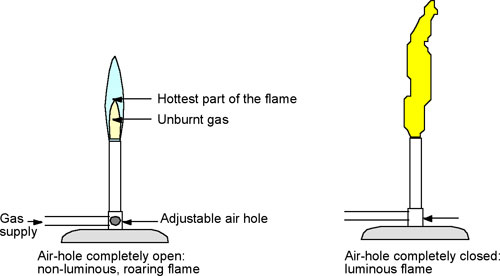 Hottest part of the flame
Unburnt gas
Gas
supply
Adjustable air hole
Air-hole completely open:
non-luminous, roaring flame
Air-hole completely closed:
luminous flame